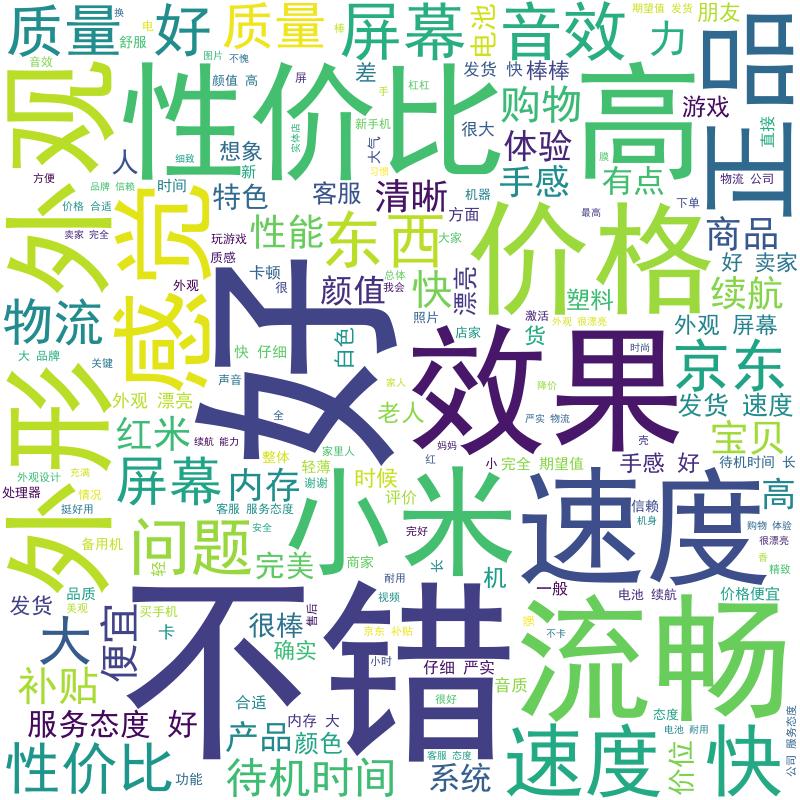 质量
换
电
好
质量
棒
屏幕
电池
音效
期望值 发货
力
朋友
正品
舒服
音效
图片
不愧
颜值 高
屏
差
发货 快
棒棒
外观
性价比
手
杠杠
购物
高
游戏
直接
实体店
新手机
很大
体验
大气
想象
细致
习惯
人
方便
新
品牌 信赖
时间
特色
客服
清晰
机器
手感
有点
膜
物流 公司
价格 合适
感觉
下单
最高
方面
商品
卖家 完全
玩游戏
性能
东西
大家
价格
质感
好 卖家
外观
卡顿
很
颜值
总体
我会
快
漂亮
塑料
续航
物流
好
照片
店家
激活
货
外观 很漂亮
外观 屏幕
大 品牌
关键
快 仔细
白色
效果
时尚
京东
外形
声音
家人
降价
外观 漂亮
全
老人
严实 物流
发货 速度
红米
续航 能力
家里人
妈妈
壳
宝贝
整体
红
小
完全 期望值
手感 好
待机时间 长
外观设计
充满
屏幕
内存
轻薄
谢谢
时候
小米
速度
信赖
高
处理器
情况
客服 服务态度
评价
机身
挺好用
安全
购物 体验
备用机
问题
轻
完美
商家
完好
长
机
很漂亮
香
精致
发货
品质
美观
耐用
一般
电池 续航
价格便宜
便宜
不错
买手机
卡
很棒
售后
视频
流畅
大
京东 补贴
不卡
确实
小时
仔细 严实
补贴
音质
合适
很好
服务态度 好
内存 大
态度
电池 耐用
公司 服务态度
产品
颜色
客服 态度
速度
价位
快
性价比
功能
待机时间
系统